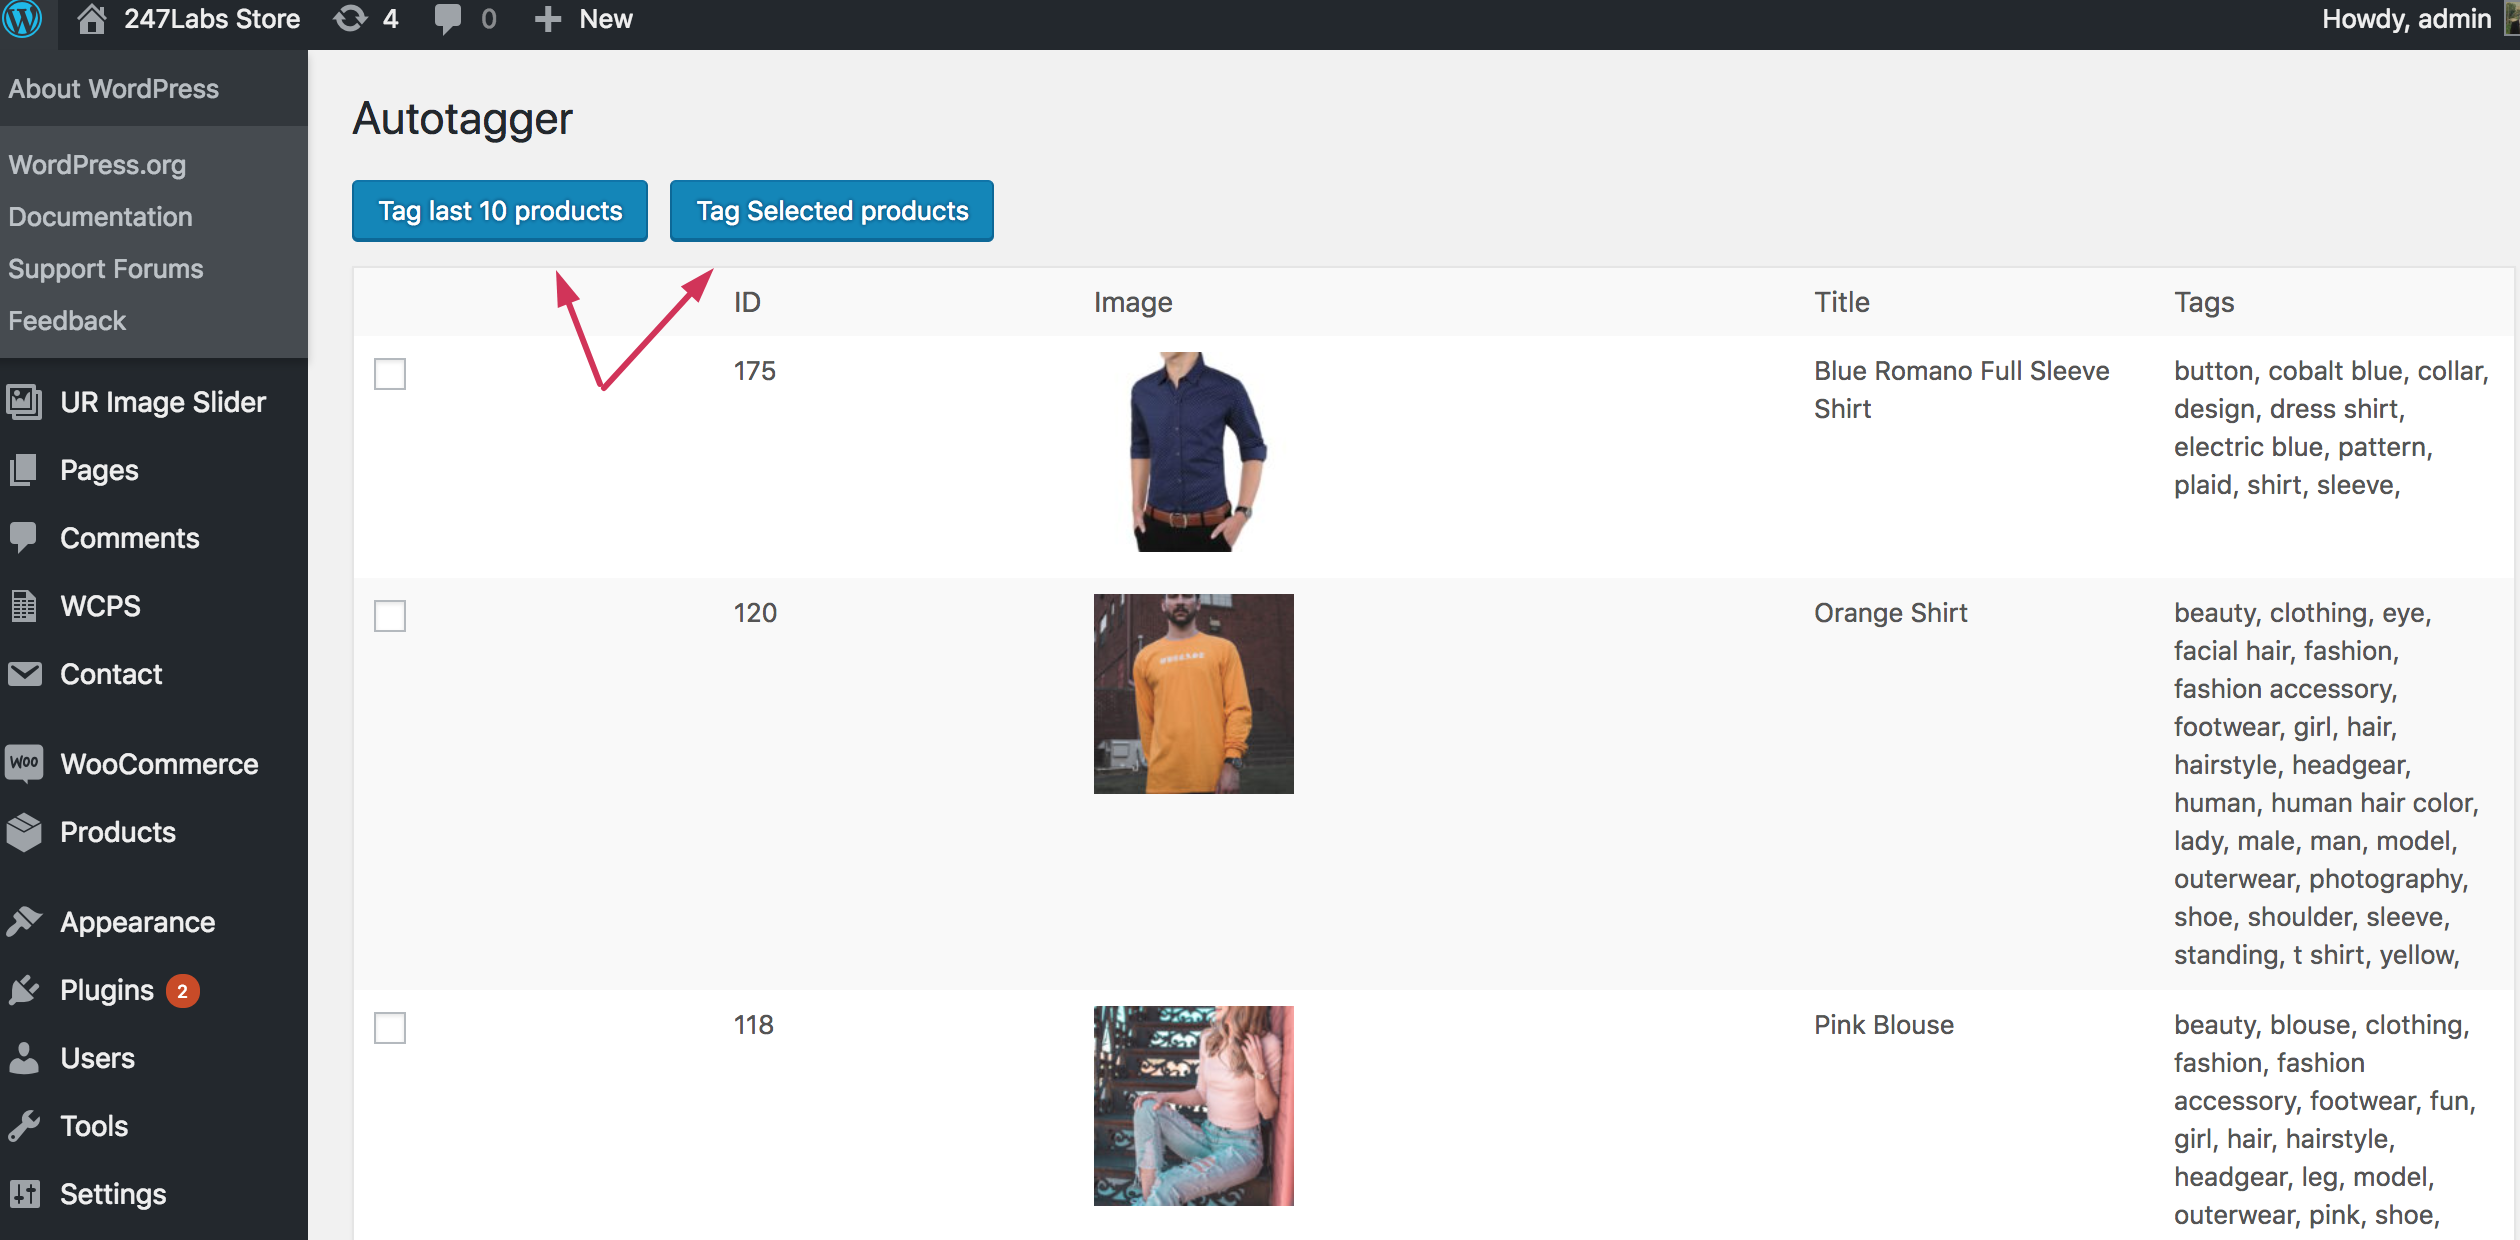 247Labs Store 4 0 New Howdy, admin
About WordPress
WordPress.org
Documentation
Support Forums
Feedback
UR Image Slider
Pages
Comments
WCPS
Contact
Woo WooCommerce
Products
Appearance
Plugins 2
Users
Tools
Settings
Autotagger
Tag last 10 products Tag Selected products
ID Image Title Tags
175
Blue Romano Full Sleeve
Shirt
button, cobalt blue, collar,
design, dress shirt,
electric blue, pattern,
plaid, shirt, sleeve,
120
Orange Shirt
beauty, clothing, eye,
facial hair, fashion,
fashion accessory,
footwear, girl, hair,
hairstyle, headgear,
human, human hair color,
lady, male, man, model,
outerwear, photography,
shoe, shoulder, sleeve,
standing, t shirt, yellow,
118
Pink Blouse
beauty, blouse, clothing,
fashion, fashion
accessory, footwear, fun,
girl, hair, hairstyle,
headgear, leg, model,
outerwear, pink, shoe,